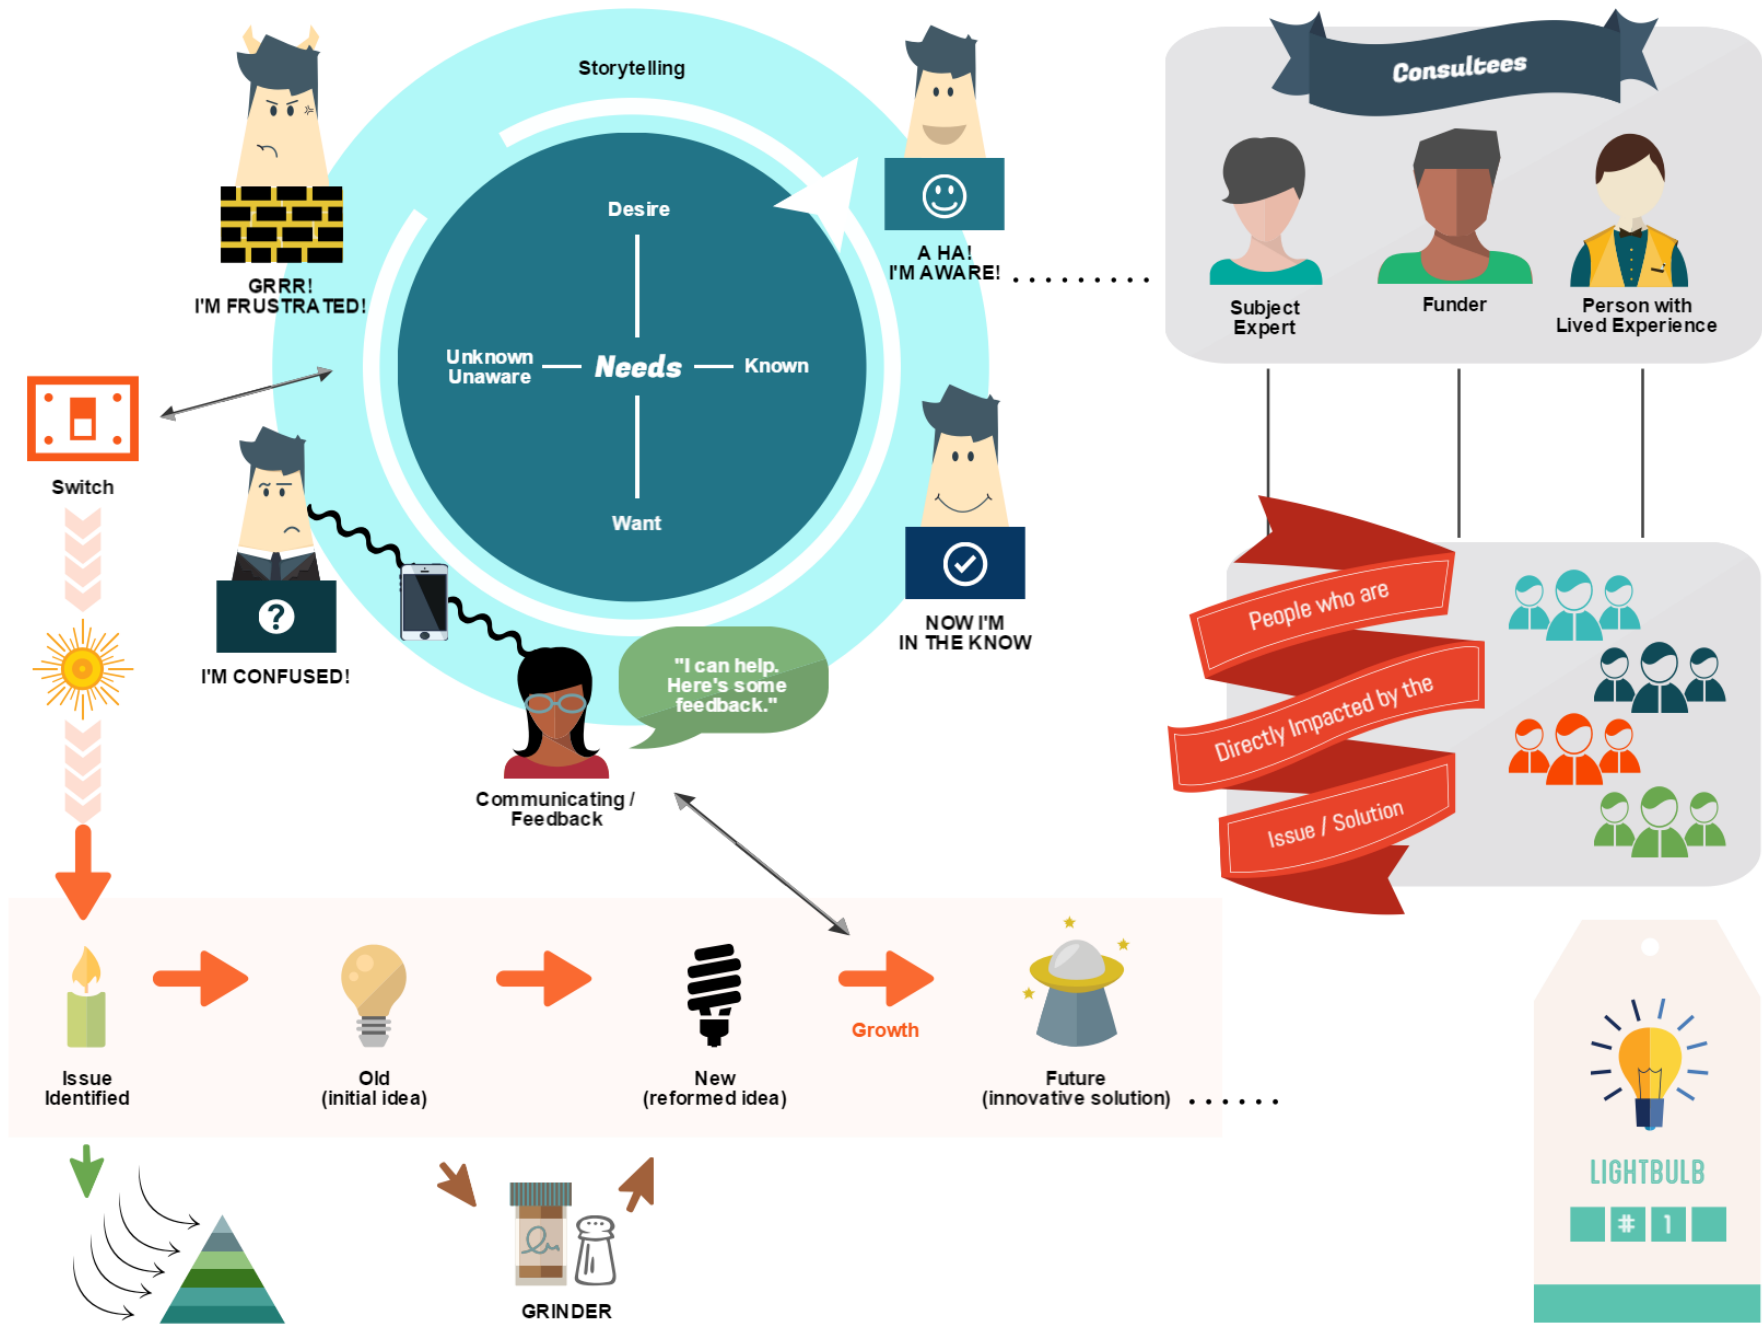 Storytelling
GRRR!
I'M FRUSTRATED!
A HA!
I'M AWARE!
Desire
Unknown
Unaware
Needs
Known
Want
Switch
I'M CONFUSED!
?
NOW I'M
IN THE KNOW
"I can help.
Here's some
feedback."
Communicating /
Feedback
Consultees
Subject
Expert
Funder
Person with
Lived Experience
People who are
Directly Impacted by the
Issue / Solution
Issue
Identified
Old
(initial idea)
New
(reformed idea)
Growth
Future
(innovative solution)
GRINDER
LIGHTBULB
# 1